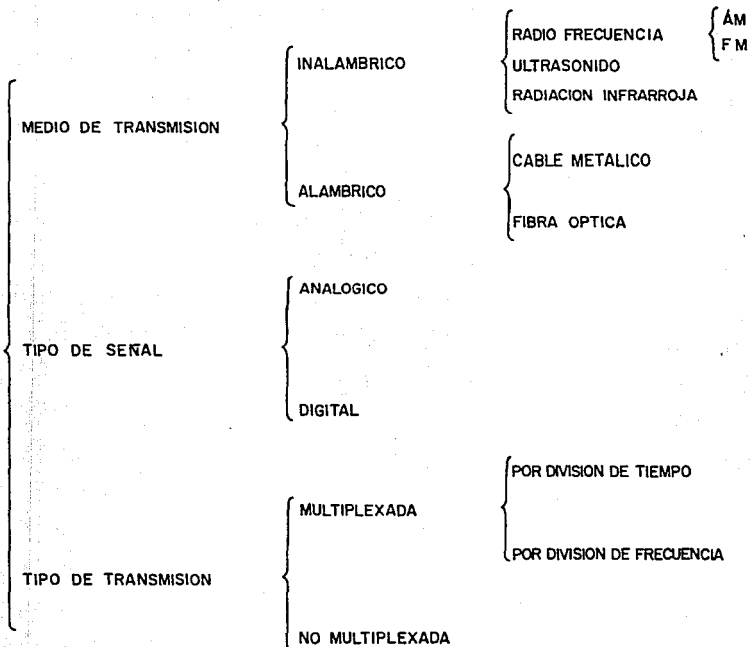 MEDIO DE TRANSMISION
INALAMBRICO
RADIO FRECUENCIA
ÁM
FM
ULTRASONIDO
RADIACION INFRARROJA
ALAMBRICO
CABLE METALICO
FIBRA OPTICA
TIPO DE SEÑAL
ANALOGICO
DIGITAL
TIPO DE TRANSMISION
MULTIPLEXADA
POR DIVISION DE TIEMPO
POR DIVISION DE FRECUENCIA
NO MULTIPLEXADA